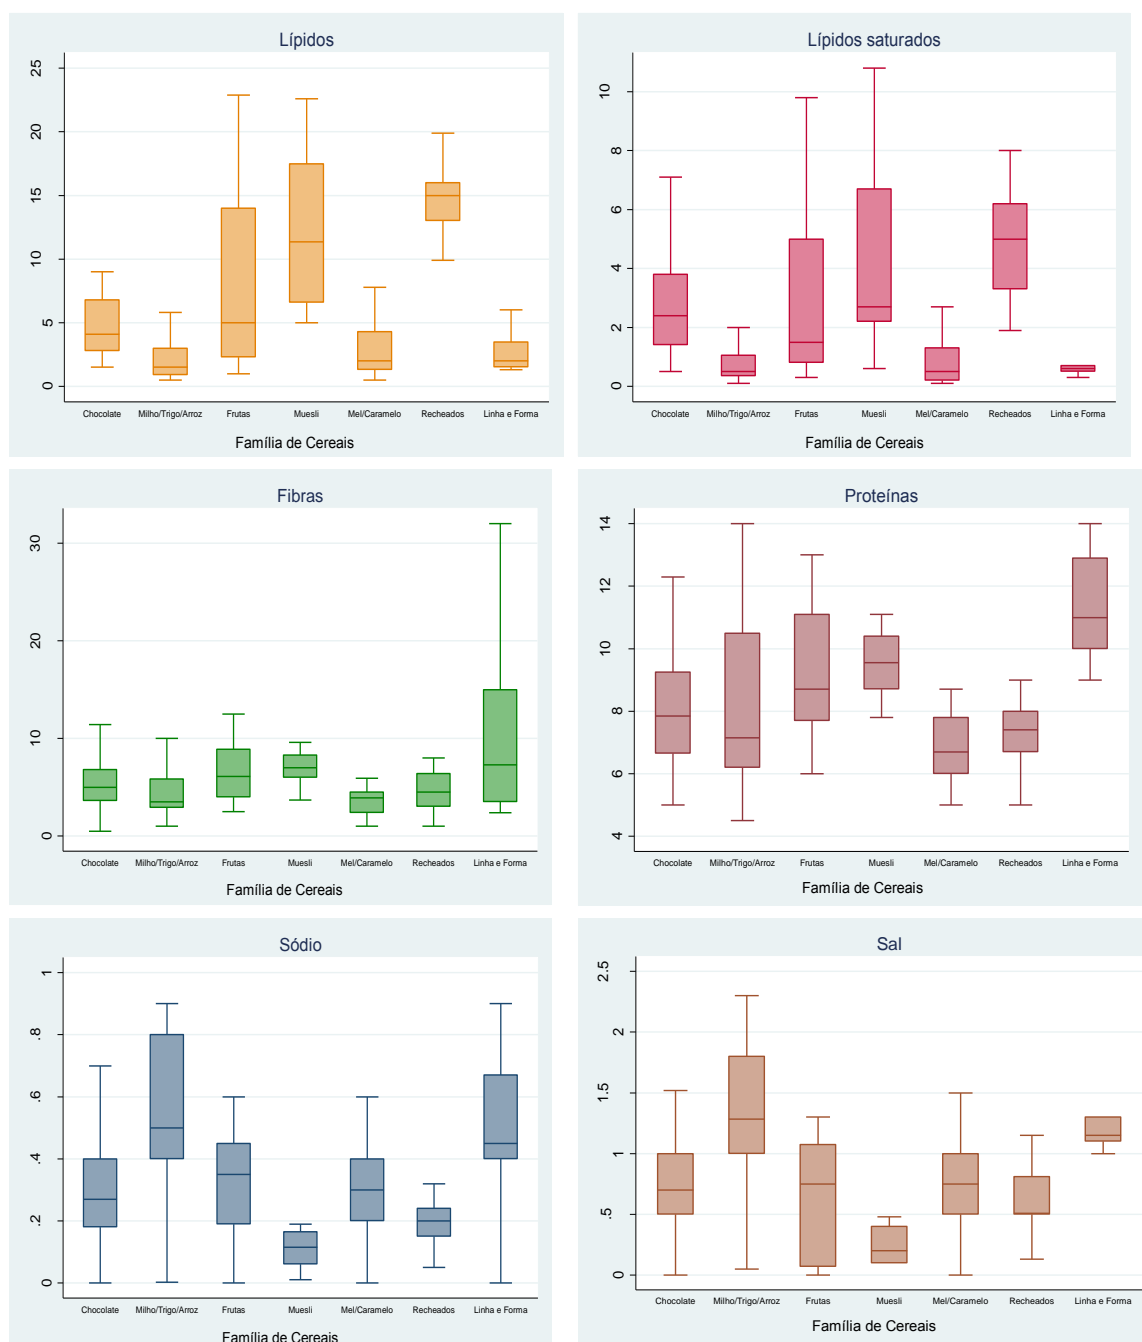 Lípidos
25
20
15
10
5
0
Chocolate Milho/Trigo/Arroz Frutas Muesli Mel/Caramelo Recheados Linha e Forma
Família de Cereais
Lípidos saturados
10
8
6
4
2
0
Chocolate Milho/Trigo/Arroz Frutas Muesli Mel/Caramelo Recheados Linha e Forma
Família de Cereais
Fibras
30
20
10
0
Chocolate Milho/Trigo/Arroz Frutas Muesli Mel/Caramelo Recheados Linha e Forma
Família de Cereais
Proteínas
14
12
10
8
6
4
Chocolate Milho/Trigo/Arroz Frutas Muesli Mel/Caramelo Recheados Linha e Forma
Família de Cereais
Sódio
1
.8
.6
.4
.2
0
Chocolate Milho/Trigo/Arroz Frutas Muesli Mel/Caramelo Recheados Linha e Forma
Família de Cereais
Sal
2.5
2
1.5
1
.5
0
Chocolate Milho/Trigo/Arroz Frutas Muesli Mel/Caramelo Recheados Linha e Forma
Família de Cereais